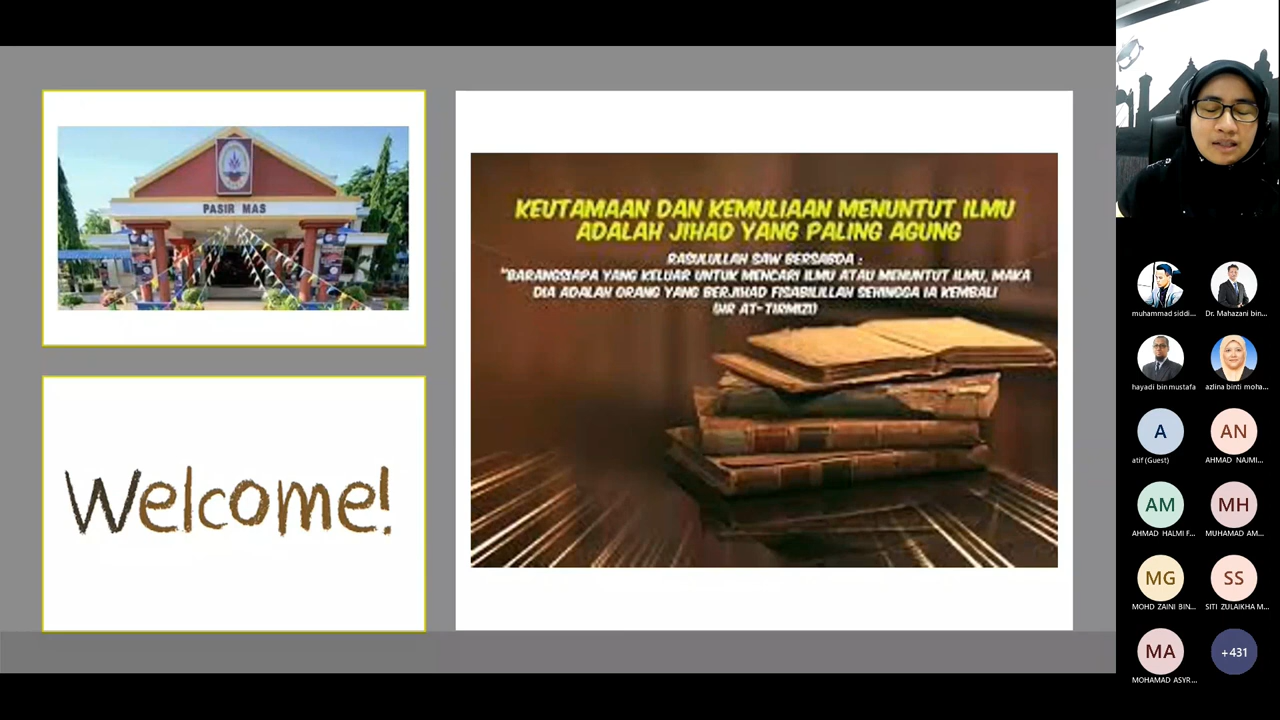 PASIR MAS
Welcome!
KEUTAMAAN DAN KEMULIAAN MENUNTUT ILMU
ADALAH JIHAD YANG PALING AGUNG
RASULULLAH SAW BERSABDA :
"BARANGSIAPA YANG KELUAR UNTUK MENCARI ILMU ATAU MENUNTUT ILMU, MAKA
DIA ADALAH ORANG YANG BERJIHAD FISABILILLAH SEHINGGA IA KEMBALI
(HR AT-TIRMIZI)
muhammad siddi...
Dr. Mahazani bin...
hayadi bin mustafa
azlina binti moha...
A
atif (Guest)
AN
AHMAD NAJMI...
AM
AHMAD HALMI F...
MH
MUHAMAD AM...
MG
MOHD ZAINI BIN...
SS
SITI ZULAIKHA M...
MA
MOHAMAD ASYR...
+431